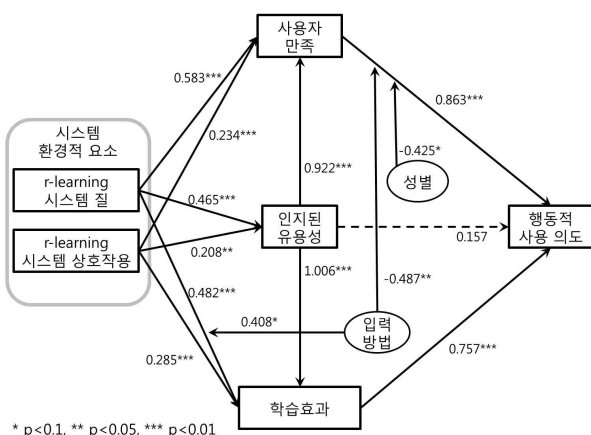 사용자
만족
0.583***
0.863***
시스템
환경적 요소
0.234***
-0.425*
0.922***
성별
r-learning
시스템 질
0.465***
인지된
유용성
행동적
사용 의도
r-learning
시스템 상호작용
0.208**
0.157
1.006***
0.482***
-0.487**
0.408*
입력
방법
0.285***
0.757***
학습효과
* p<0.1, ** p<0.05, *** p<0.01